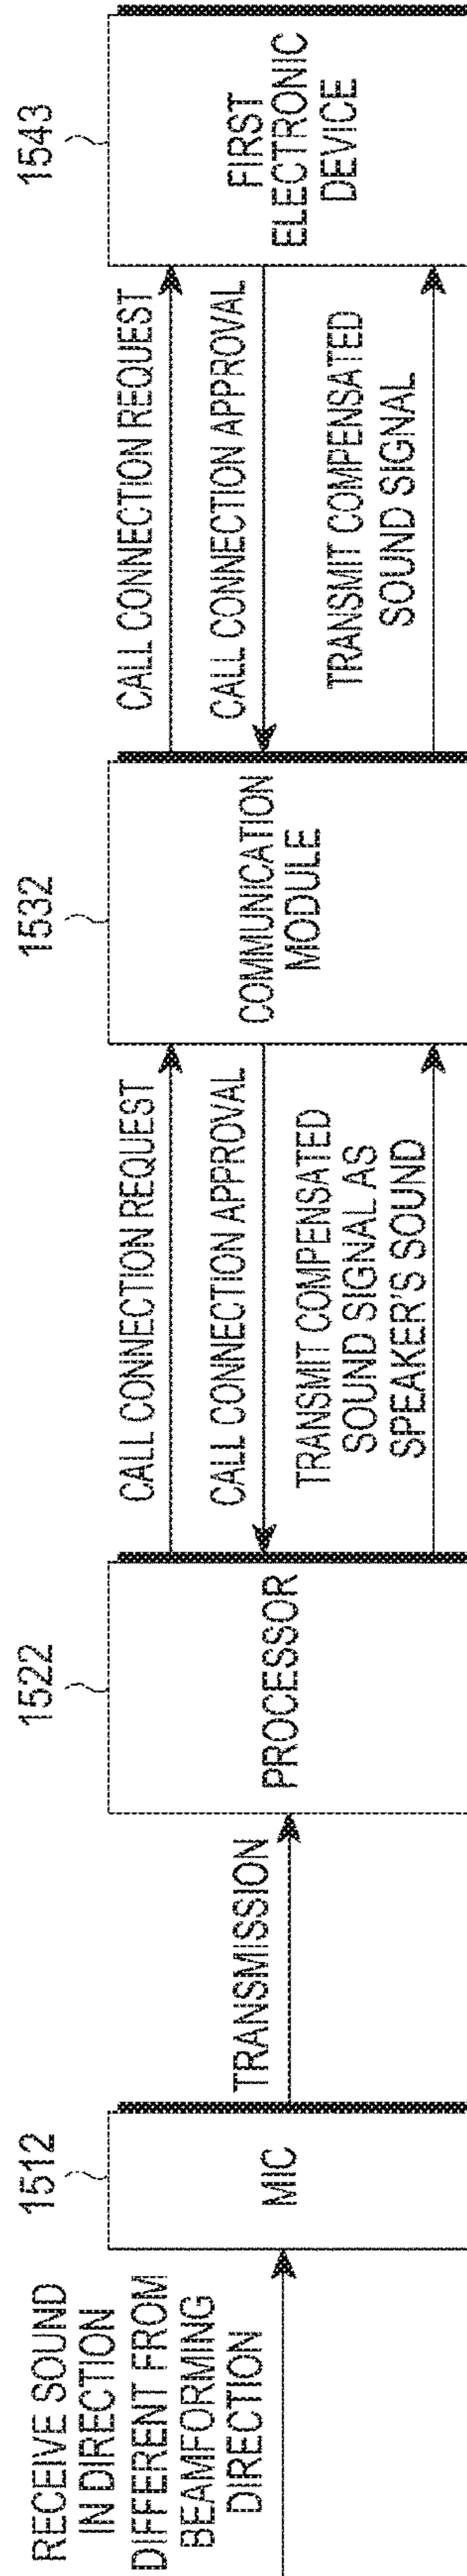 RECEIVE SOUND
IN DIRECTION
DIFFERENT FROM
BEAMFORMING
DIRECTION
1512
MIC
TRANSMISSION
1522
PROCESSOR
CALL CONNECTION REQUEST
CALL CONNECTION APPROVAL
TRANSMIT COMPENSATED
SOUND SIGNAL AS
SPEAKER'S SOUND
1532
COMMUNICATION
MODULE
CALL CONNECTION REQUEST
CALL CONNECTION APPROVAL
TRANSMIT COMPENSATED
SOUND SIGNAL
1543
FIRST
ELECTRONIC
DEVICE